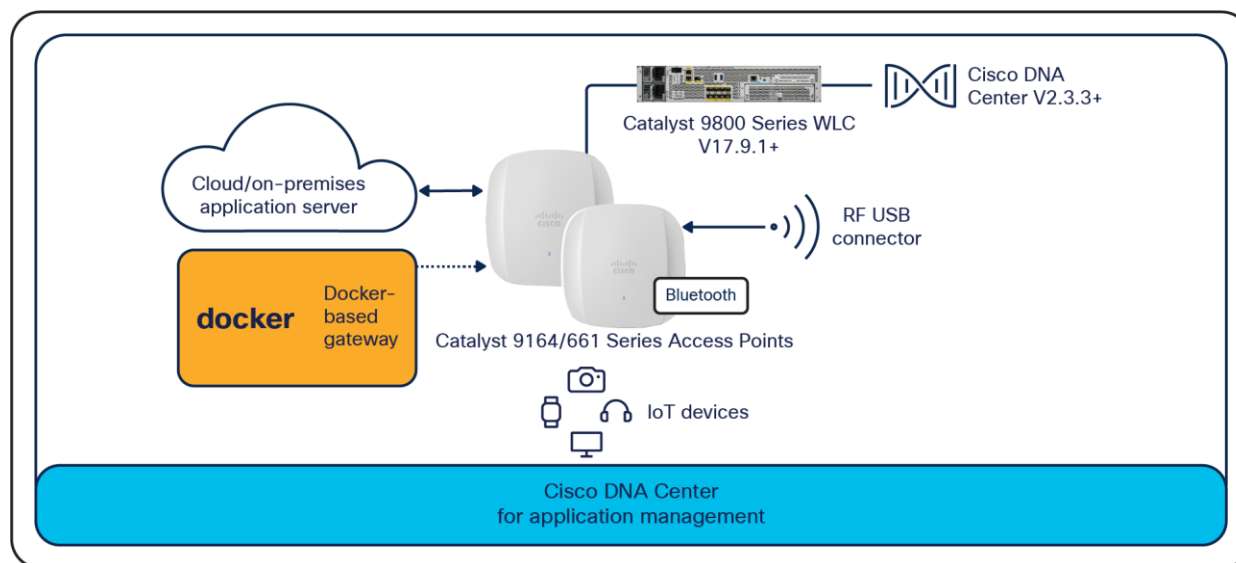 Cisco DNA
Center V2.3.3+
Catalyst 9800 Series WLC
V17.9.1+
Cloud/on-premises
application server
CISCO
CISCO
RF USB
connector
Bluetooth
docker
Docker-
based
gateway
Catalyst 9164/661 Series Access Points
IoT devices
Cisco DNA Center
for application management